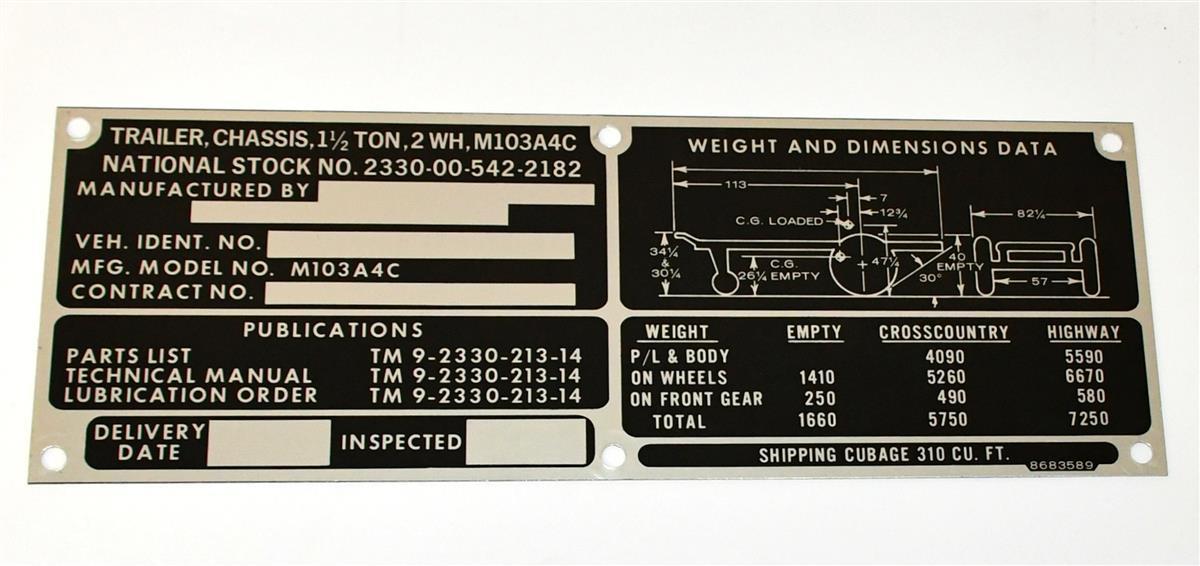 TRAILER, CHASSIS, 1½ TON, 2 WH, M103A4C
NATIONAL STOCK NO. 2330-00-542-2182
MANUFACTURED BY
VEH. IDENT. NO.
MFG. MODEL NO. M103A4C
CONTRACT NO.
PUBLICATIONS
PARTS LIST TM 9-2330-213-14
TECHNICAL MANUAL TM 9-2330-213-14
LUBRICATION ORDER TM 9-2330-213-14
DELIVERY DATE
INSPECTED
WEIGHT AND DIMENSIONS DATA
113
7
12¾
C.G. LOADED
82¼
34¼
&
30¼
C.G.
EMPTY
26¼
47¼
40
EMPTY
30°
57
WEIGHT EMPTY CROSSCOUNTRY HIGHWAY
P/L & BODY 4090 5590
ON WHEELS 1410 5260 6670
ON FRONT GEAR 250 490 580
TOTAL 1660 5750 7250
SHIPPING CUBAGE 310 CU. FT.
8683589